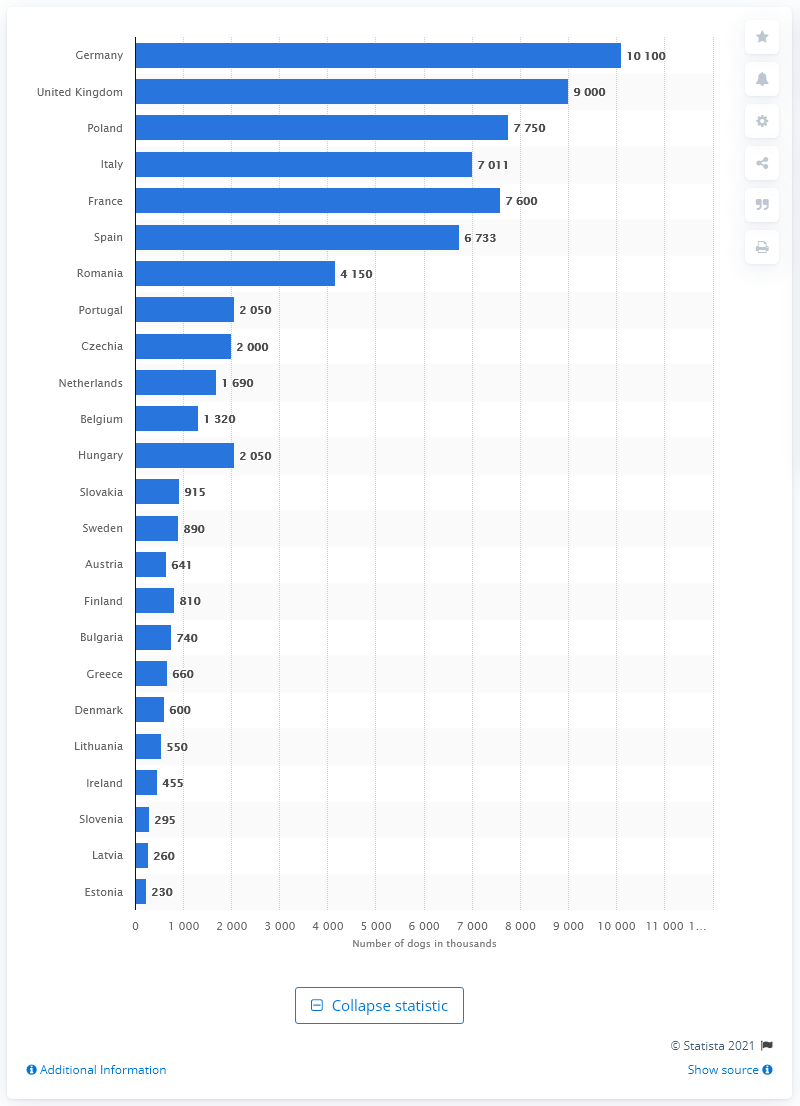 Germany 10 100
United Kingdom 9 000
Poland 7 750
Italy 7 011
France 7 600
Spain 6 733
Romania 4 150
Portugal 2 050
Czechia 2 000
Netherlands 1 690
Belgium 1 320
Hungary 2 050
Slovakia 915
Sweden 890
Austria 641
Finland 810
Bulgaria 740
Greece 660
Denmark 600
Lithuania 550
Ireland 455
Slovenia 295
Latvia 260
Estonia 230
0 1 000 2 000 3 000 4 000 5 000 6 000 7 000 8 000 9 000 10 000 11 000 1…
Number of dogs in thousands
Collapse statistic
© Statista 2021
Additional Information Show source